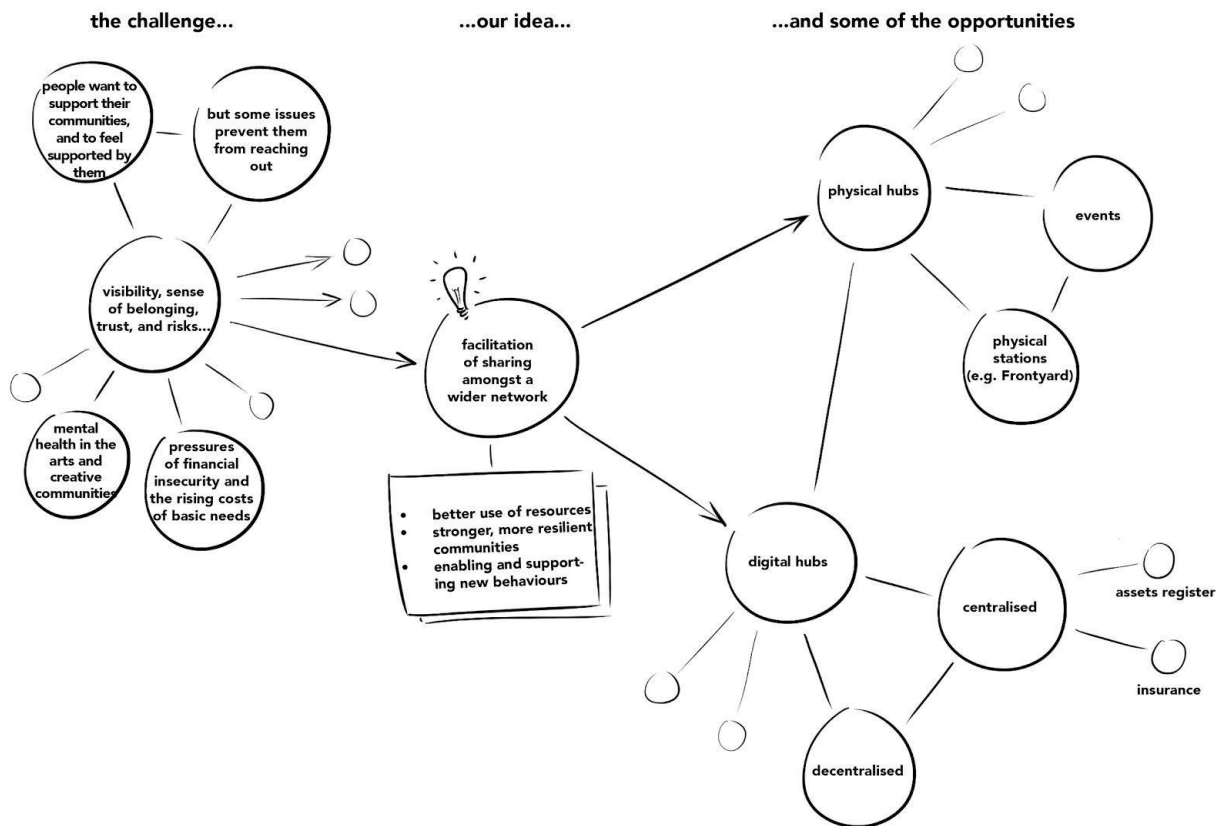 the challenge...
...our idea...
...and some of the opportunities
people want to
support their
communities,
and to feel
supported by
them
but some issues
prevent them
from reaching
out
visibility, sense
of belonging,
trust, and risks...
mental
health in the
arts and
creative
communities
pressures
of financial
insecurity and
the rising costs
of basic needs
facilitation
of sharing
amongst a
wider network
• better use of resources
• stronger, more resilient
communities
• enabling and support-
ing new behaviours
physical hubs
events
physical
stations
(e.g. Frontyard)
digital hubs
centralised
assets register
insurance
decentralised